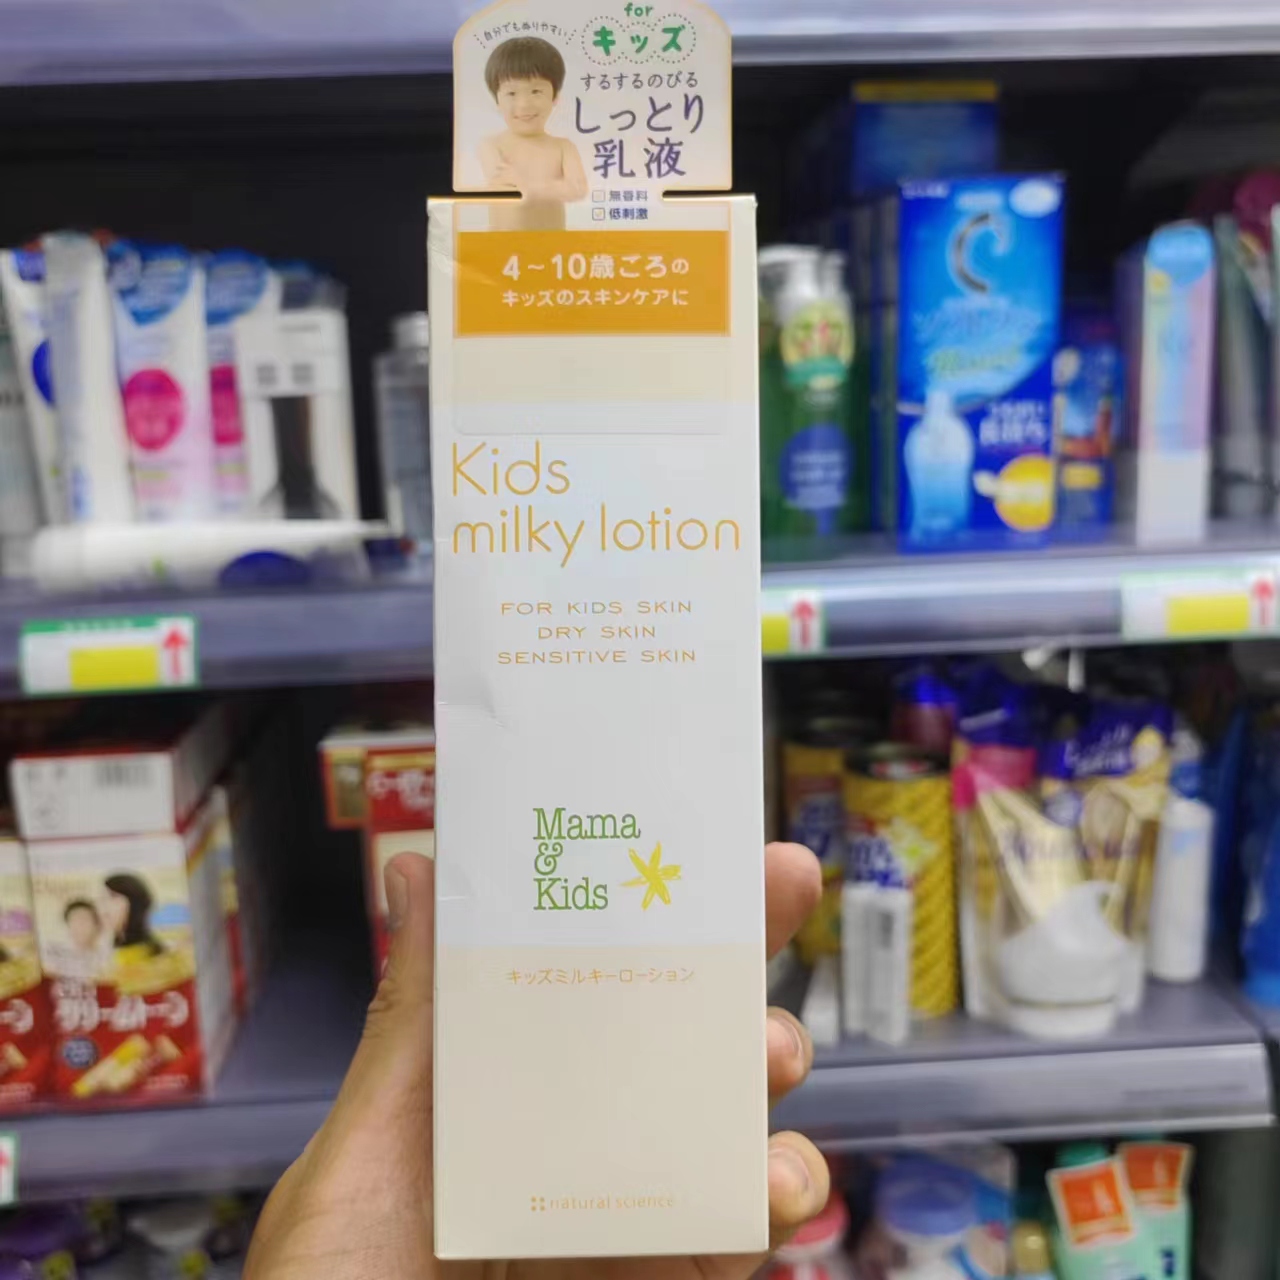 for
キッズ
自分でもぬりやすい
するするのびる
しっとり
乳液
無香料
低刺激
4~10歳ごろの
キッズのスキンケアに
Kids
milky lotion
FOR KIDS SKIN
DRY SKIN
SENSITIVE SKIN
Mama
&
Kids
キッズミルキーローション
natural science